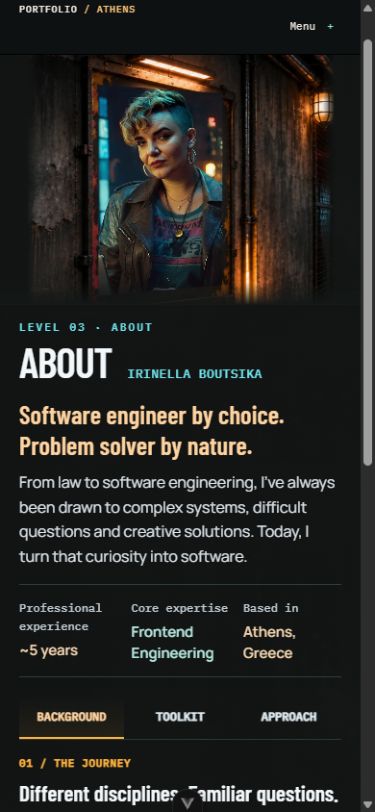 PORTFOLIO / ATHENS
Menu +
LEVEL 03 · ABOUT
ABOUT IRINELLA BOUTSIKA
Software engineer by choice.
Problem solver by nature.
From law to software engineering, I've always
been drawn to complex systems, difficult
questions and creative solutions. Today, I
turn that curiosity into software.
Professional experience
~5 years
Core expertise
Frontend
Engineering
Based in
Athens,
Greece
BACKGROUND TOOLKIT APPROACH
01 / THE JOURNEY
Different disciplines. Familiar questions.